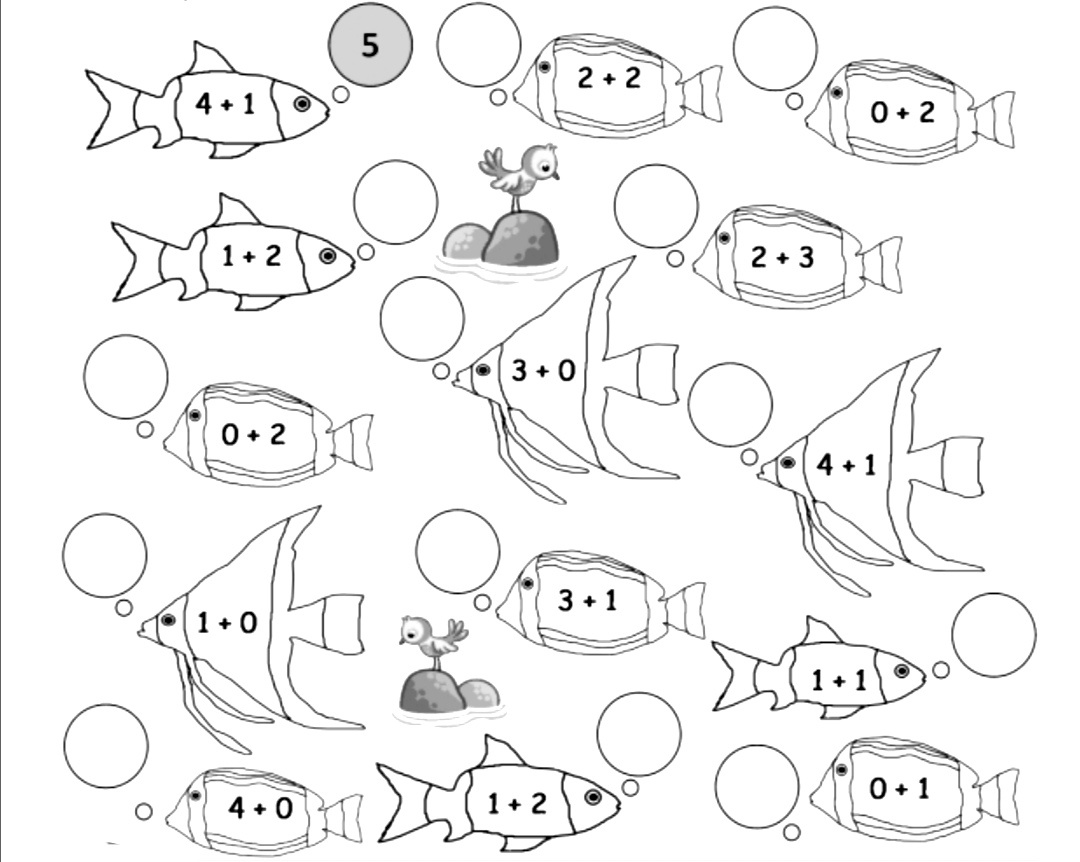 5
4 + 1
2 + 2
0 + 2
1 + 2
2 + 3
3 + 0
0 + 2
4 + 1
1 + 0
3 + 1
1 + 1
4 + 0
1 + 2
0 + 1